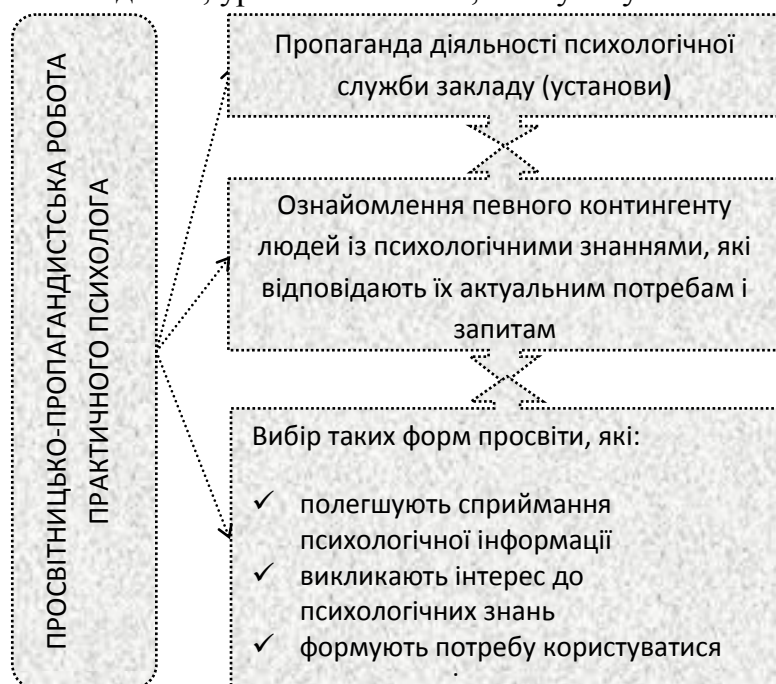 ПРОСВІТНИЦЬКО-ПРОПАГАНДИСТСЬКА РОБОТА
ПРАКТИЧНОГО ПСИХОЛОГА
Пропаганда діяльності психологічної
служби закладу (установи)
Ознайомлення певного контингенту
людей із психологічними знаннями, які
відповідають їх актуальним потребам і
запитам
Вибір таких форм просвіти, які:
✓ полегшують сприймання
психологічної інформації
✓ викликають інтерес до
психологічних знань
✓ формують потребу користуватися